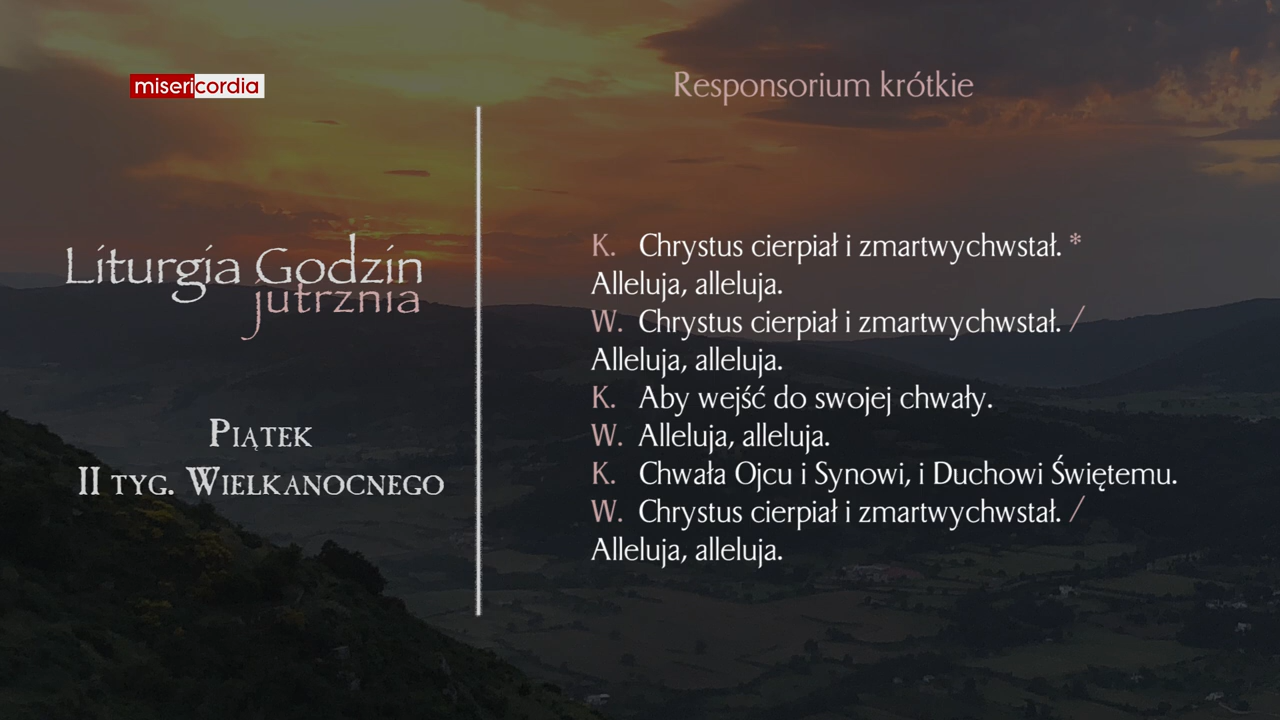 misericordia
Liturgia Godzin
jutrznia
Piątek
II tyg. Wielkanocnego
Responsorium krótkie
K. Chrystus cierpiał i zmartwychwstał. *
Alleluja, alleluja.
W. Chrystus cierpiał i zmartwychwstał. /
Alleluja, alleluja.
K. Aby wejść do swojej chwały.
W. Alleluja, alleluja.
K. Chwała Ojcu i Synowi, i Duchowi Świętemu.
W. Chrystus cierpiał i zmartwychwstał. /
Alleluja, alleluja.